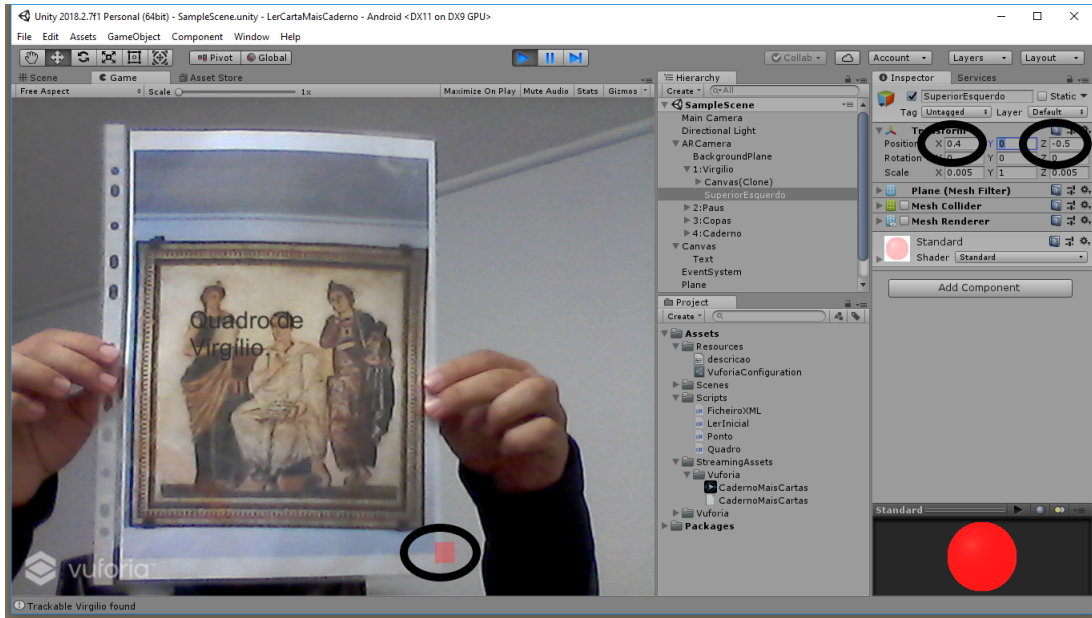 Unity 2018.2.7f1 Personal (64bit) - SampleScene.unity - LerCartaMaisCaderno - Android <DX11 on DX9 GPU>
File Edit Assets GameObject Component Window Help
Pivot Global Collab Account Layers Layout
# Scene Game Asset Store
Free Aspect Scale 1x Maximize On Play Mute Audio Stats Gizmos
Quadro de
Virgílio.
vuforia
Hierarchy
Create All
SampleScene
Main Camera
Directional Light
ARCamera
BackgroundPlane
1:Virgilio
Canvas(Clone)
SuperiorEsquerdo
2:Paus
3:Copas
4:Caderno
Canvas
Text
EventSystem
Plane
Project
Create
Assets
Resources
descricao
VuforiaConfiguration
Scenes
Scripts
FicheiroXML
LerInicial
Ponto
Quadro
StreamingAssets
Vuforia
CadernoMaisCartas
CadernoMaisCartas
Vuforia
Packages
Inspector Services
SuperiorEsquerdo Static
Tag Untagged Layer Default
Position X 0.4 Y 0 Z -0.5
Rotation X Y 0 Z 0
Scale X 0.005 Y 1 Z 0.005
Plane (Mesh Filter)
Mesh Collider
Mesh Renderer
Standard
Shader Standard
Add Component
Standard
Trackable Virgilio found